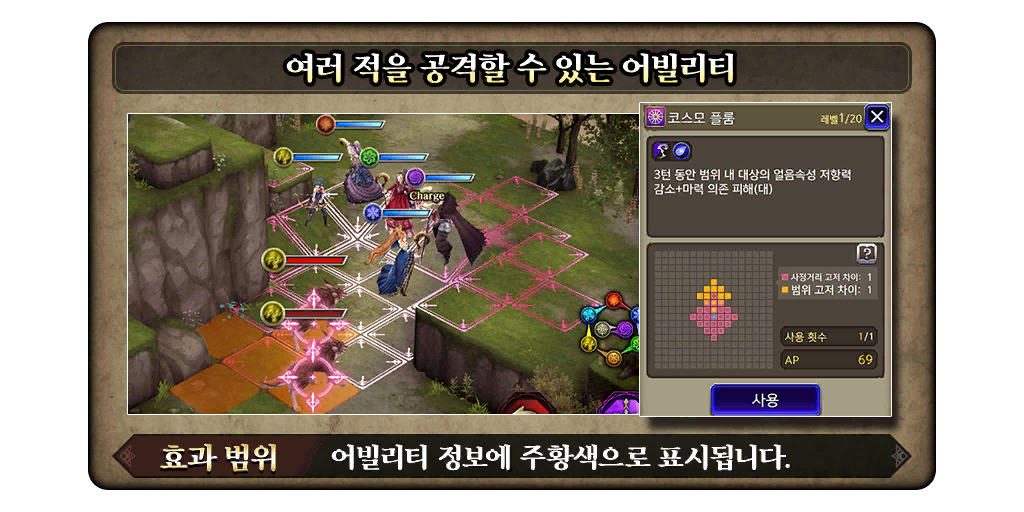 여러 적을 공격할 수 있는 어빌리티
코스모 플룸
레벨1/20
3턴 동안 범위 내 대상의 얼음속성 저항력
감소+마력 의존 피해(대)
Charge
?
사정거리 고저 차이: 1
범위 고저 차이: 1
사용 횟수 1/1
AP 69
사용
효과 범위 어빌리티 정보에 주황색으로 표시됩니다.